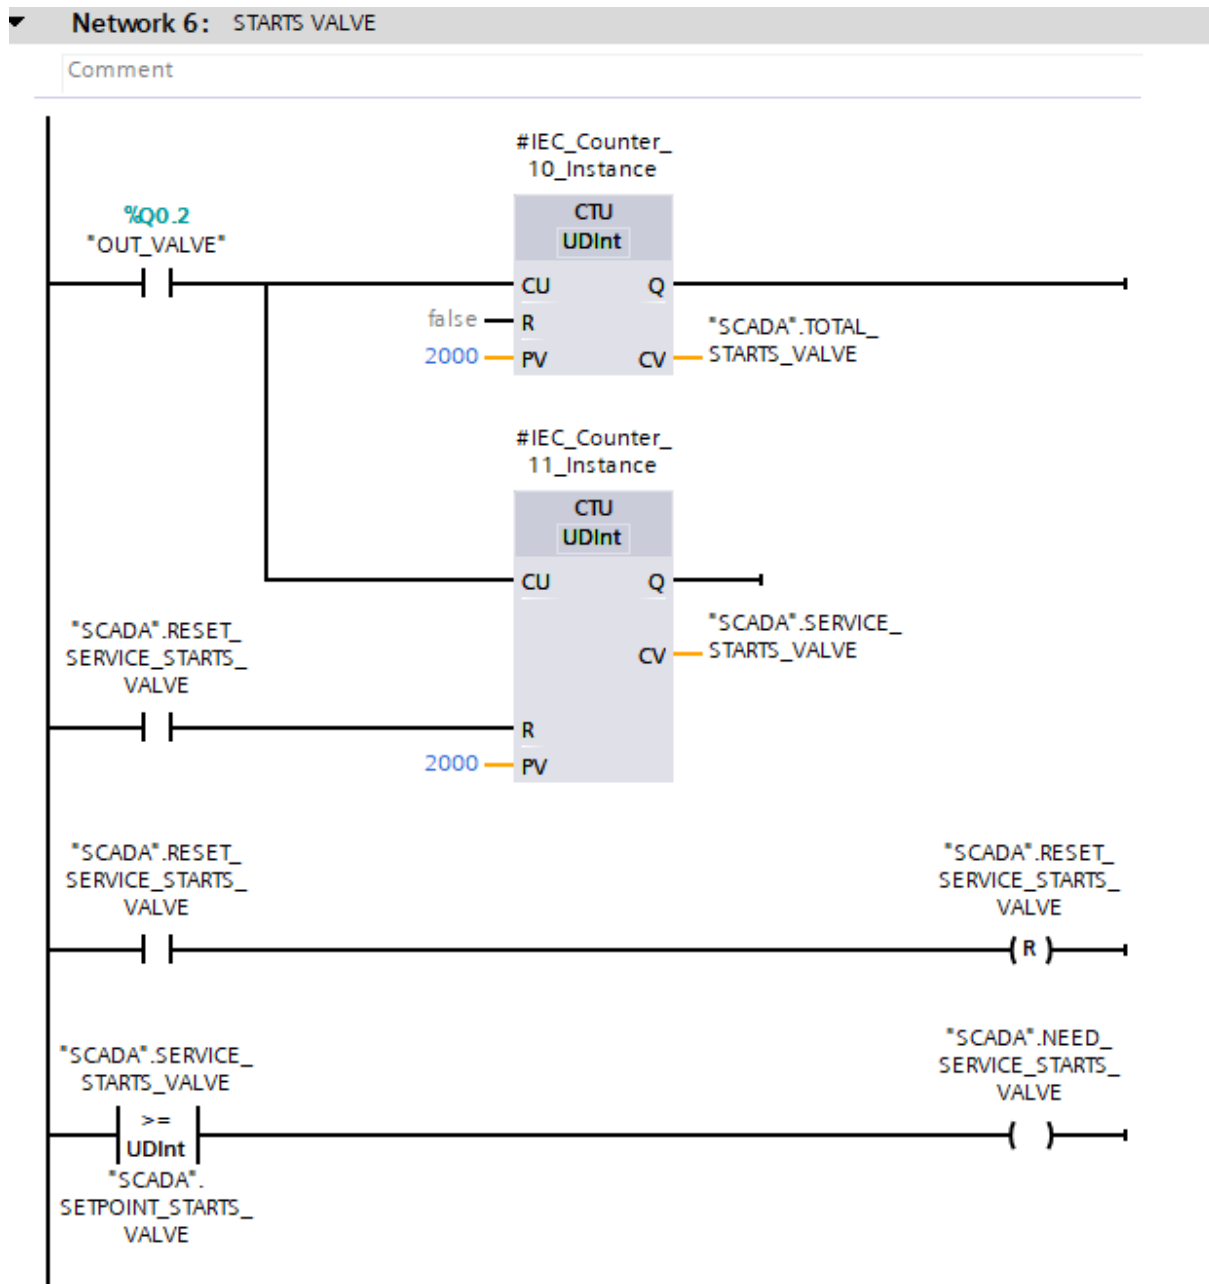 Network 6: STARTS VALVE
Comment
#IEC_Counter_
10_Instance
%Q0.2
"OUT_VALVE"
CTU
UDInt
CU Q
false R
"SCADA".TOTAL_
STARTS_VALVE
2000 PV CV
#IEC_Counter_
11_Instance
CTU
UDInt
CU Q
"SCADA".RESET_
SERVICE_STARTS_
VALVE
"SCADA".SERVICE_
STARTS_VALVE
CV
R
2000 PV
"SCADA".RESET_
SERVICE_STARTS_
VALVE
"SCADA".RESET_
SERVICE_STARTS_
VALVE
( R )
"SCADA".SERVICE_
STARTS_VALVE
>=
UDInt
"SCADA".
SETPOINT_STARTS_
VALVE
"SCADA".NEED_
SERVICE_STARTS_
VALVE
( )